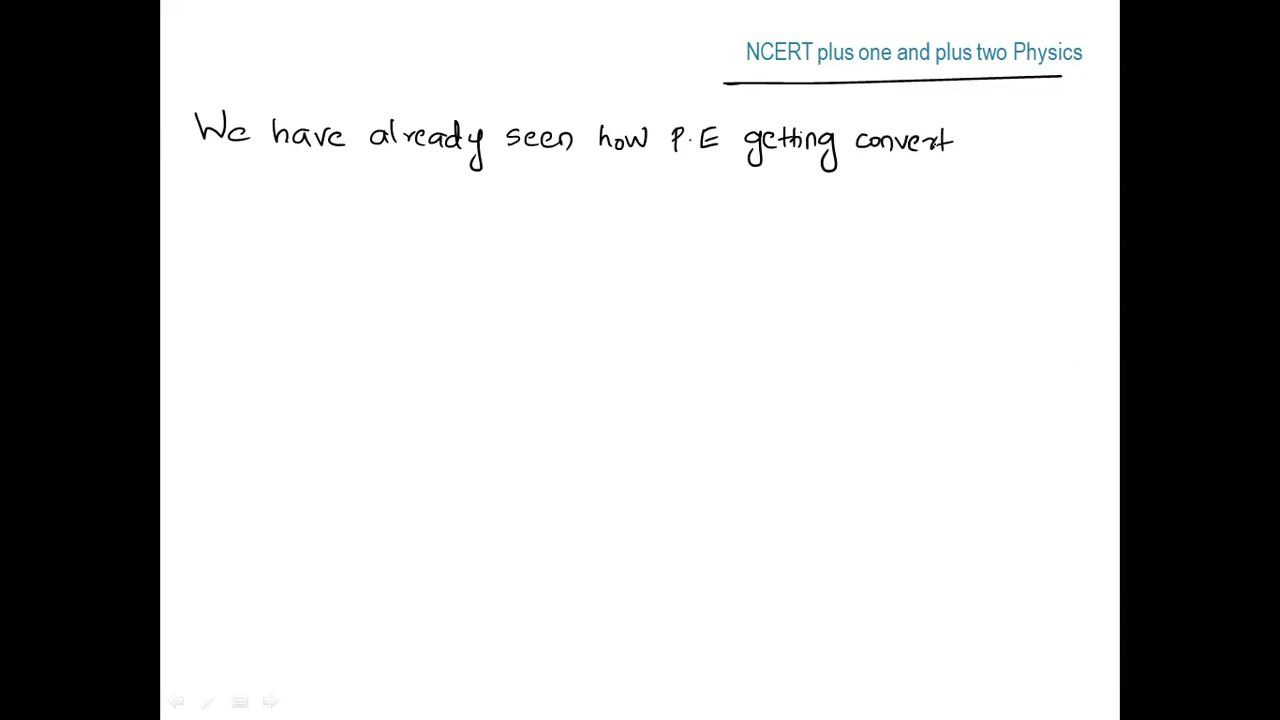 NCERT plus one and plus two Physics
We have already seen how P.E getting convert